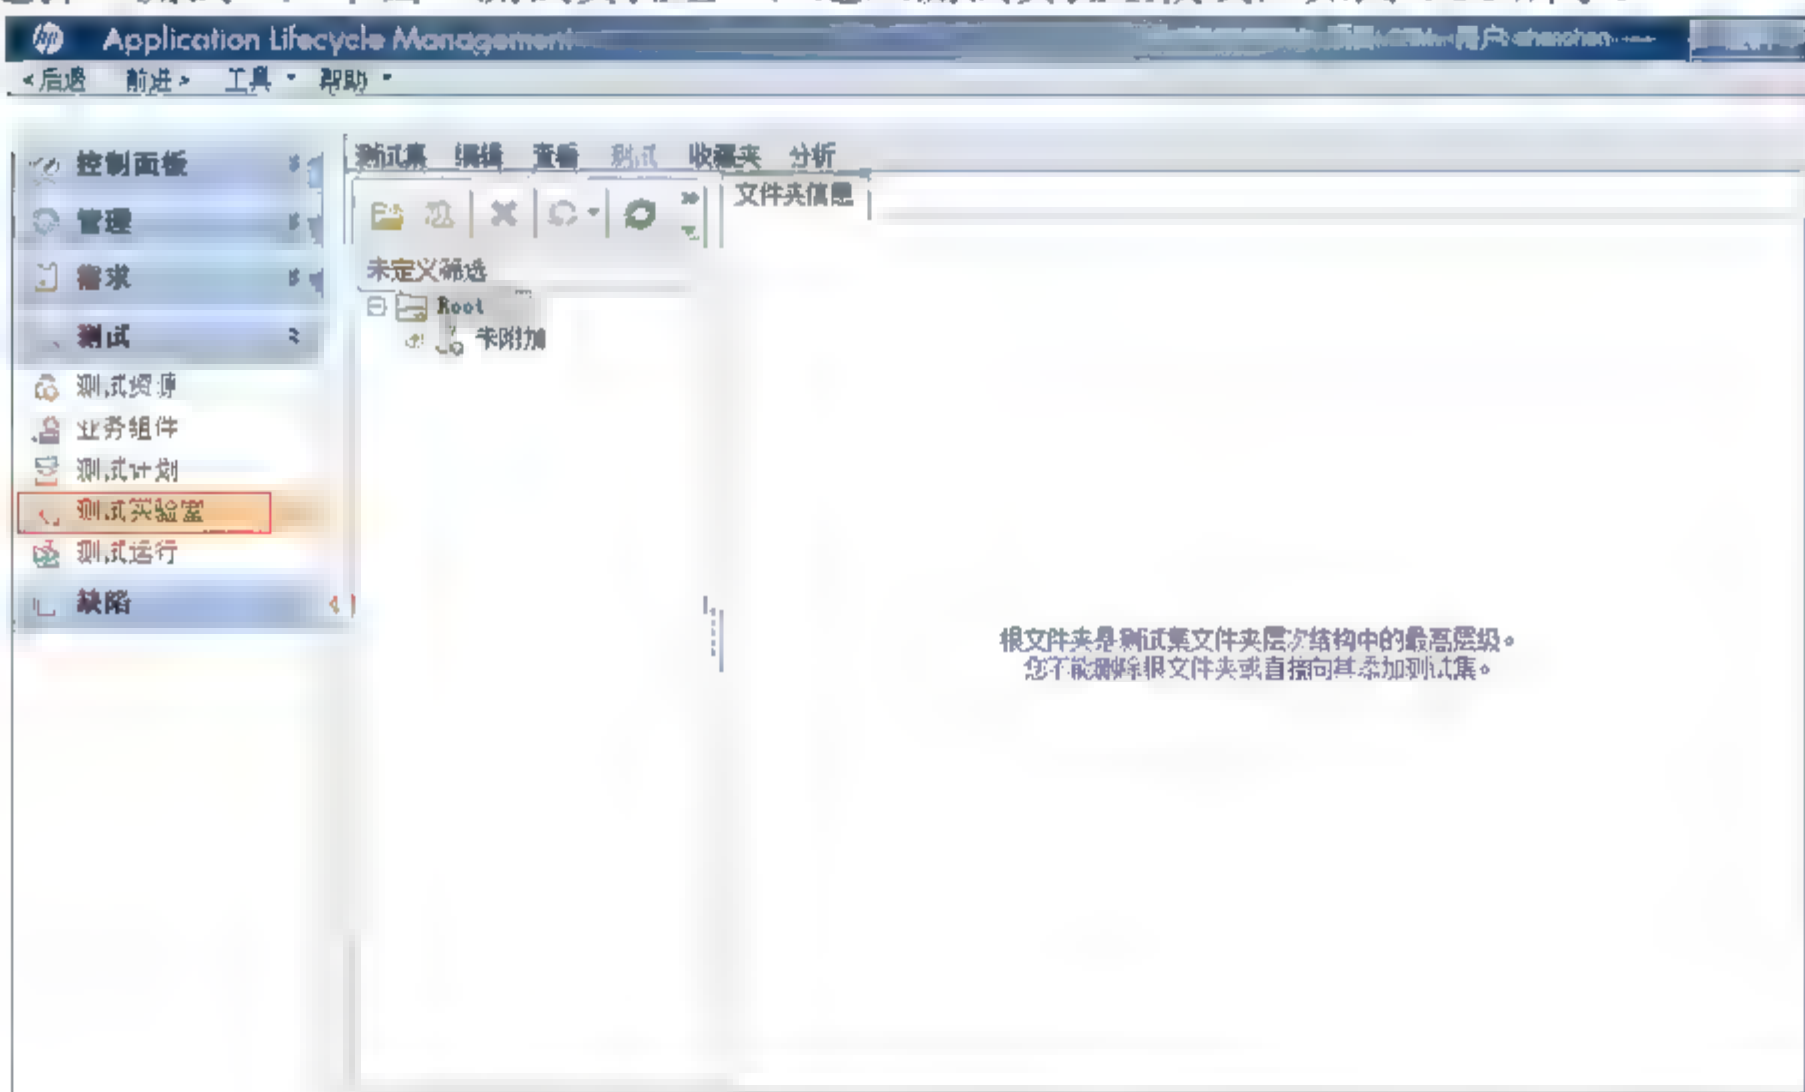 Application Lifecycle Management
<后退 前进> 工具 帮助
控制面板
管理
需求
测试
测试资源
业务组件
测试计划
测试实验室
测试运行
缺陷
测试集 编辑 查看 测试 收藏夹 分析
未定义筛选
Root
未附加
文件夹信息
根文件夹是测试集文件夹层次结构中的最高层级。
您不能删除根文件夹或直接向其添加测试集。